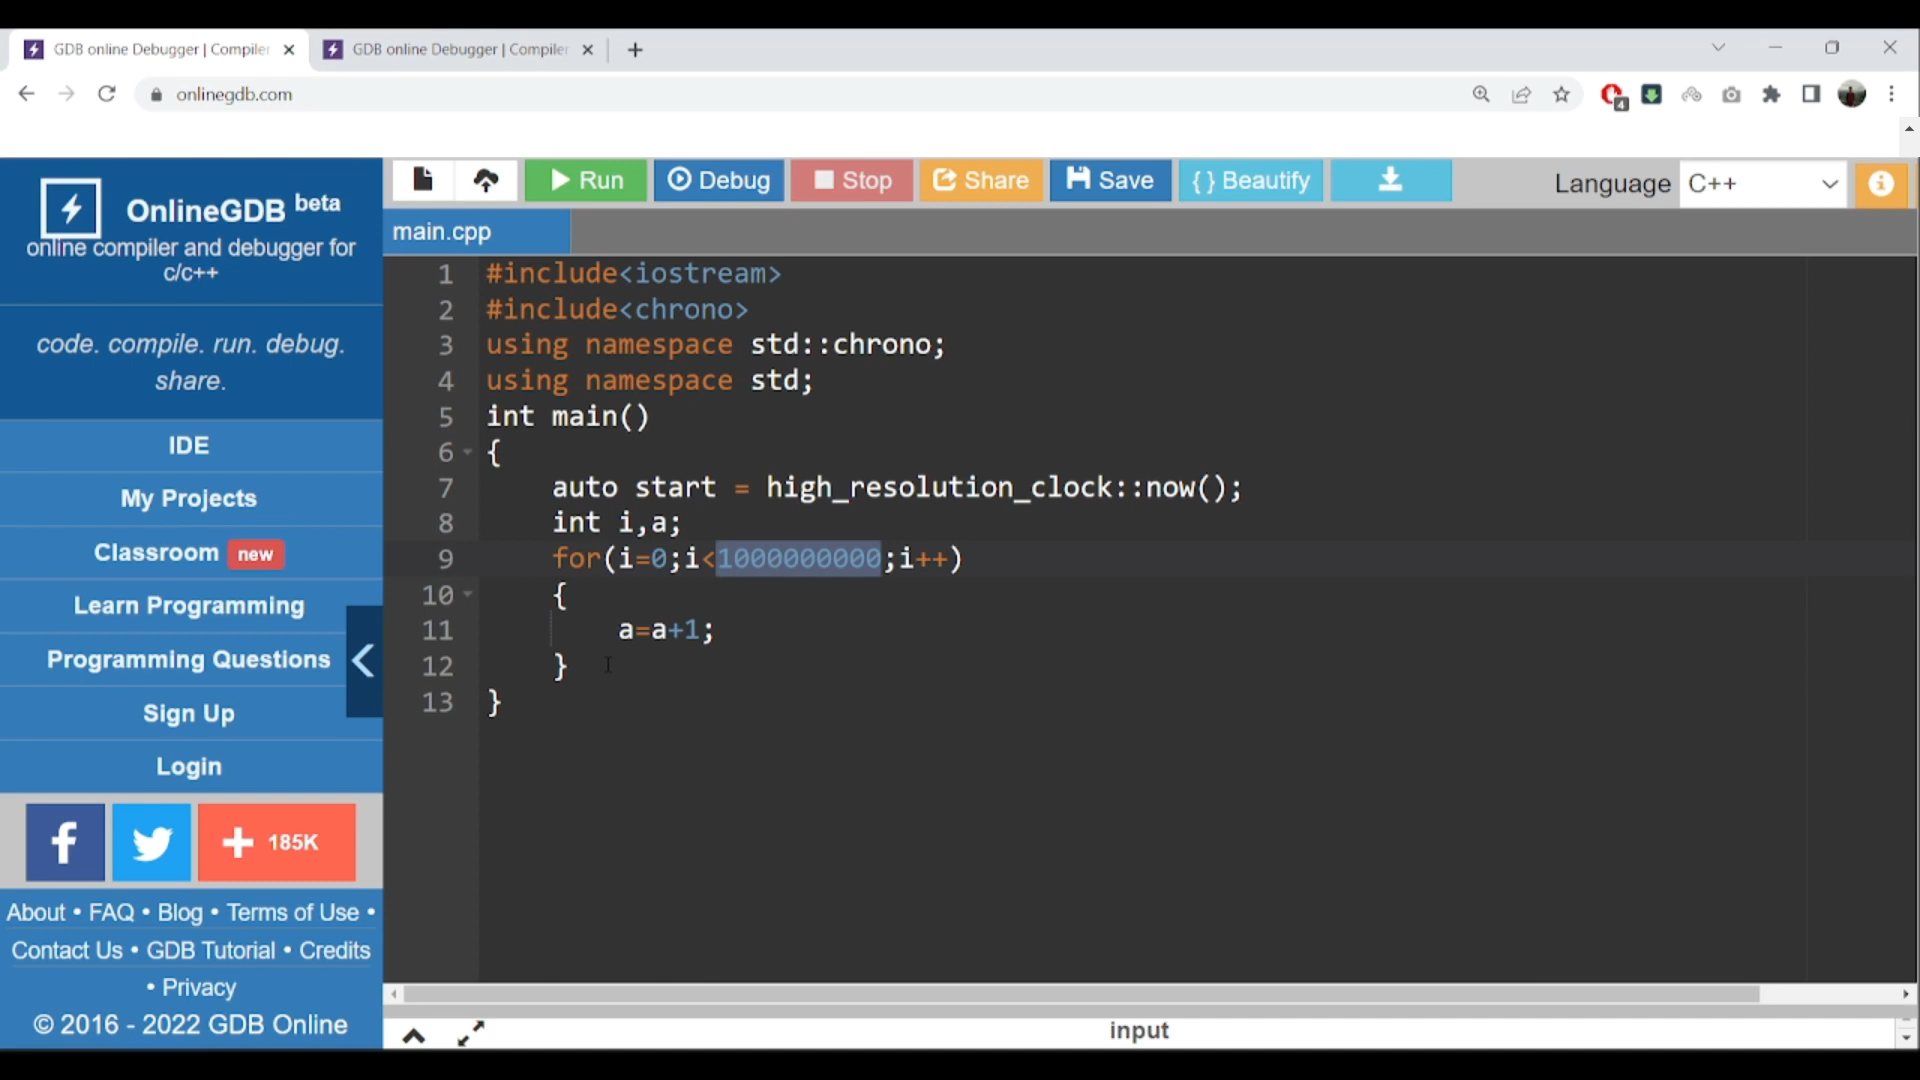 GDB online Debugger | Compiler
GDB online Debugger | Compiler
onlinegdb.com
4
OnlineGDB beta
online compiler and debugger for
c/c++
code. compile. run. debug.
share.
IDE
My Projects
Classroom new
Learn Programming
Programming Questions
Sign Up
Login
185K
About • FAQ • Blog • Terms of Use •
Contact Us • GDB Tutorial • Credits
• Privacy
© 2016 - 2022 GDB Online
Run Debug Stop Share Save { } Beautify Language C++
main.cpp
1 #include<iostream>
2 #include<chrono>
3 using namespace std::chrono;
4 using namespace std;
5 int main()
6 {
7 auto start = high_resolution_clock::now();
8 int i,a;
9 for(i=0;i<1000000000;i++)
10 {
11 a=a+1;
12 }
13 }
input